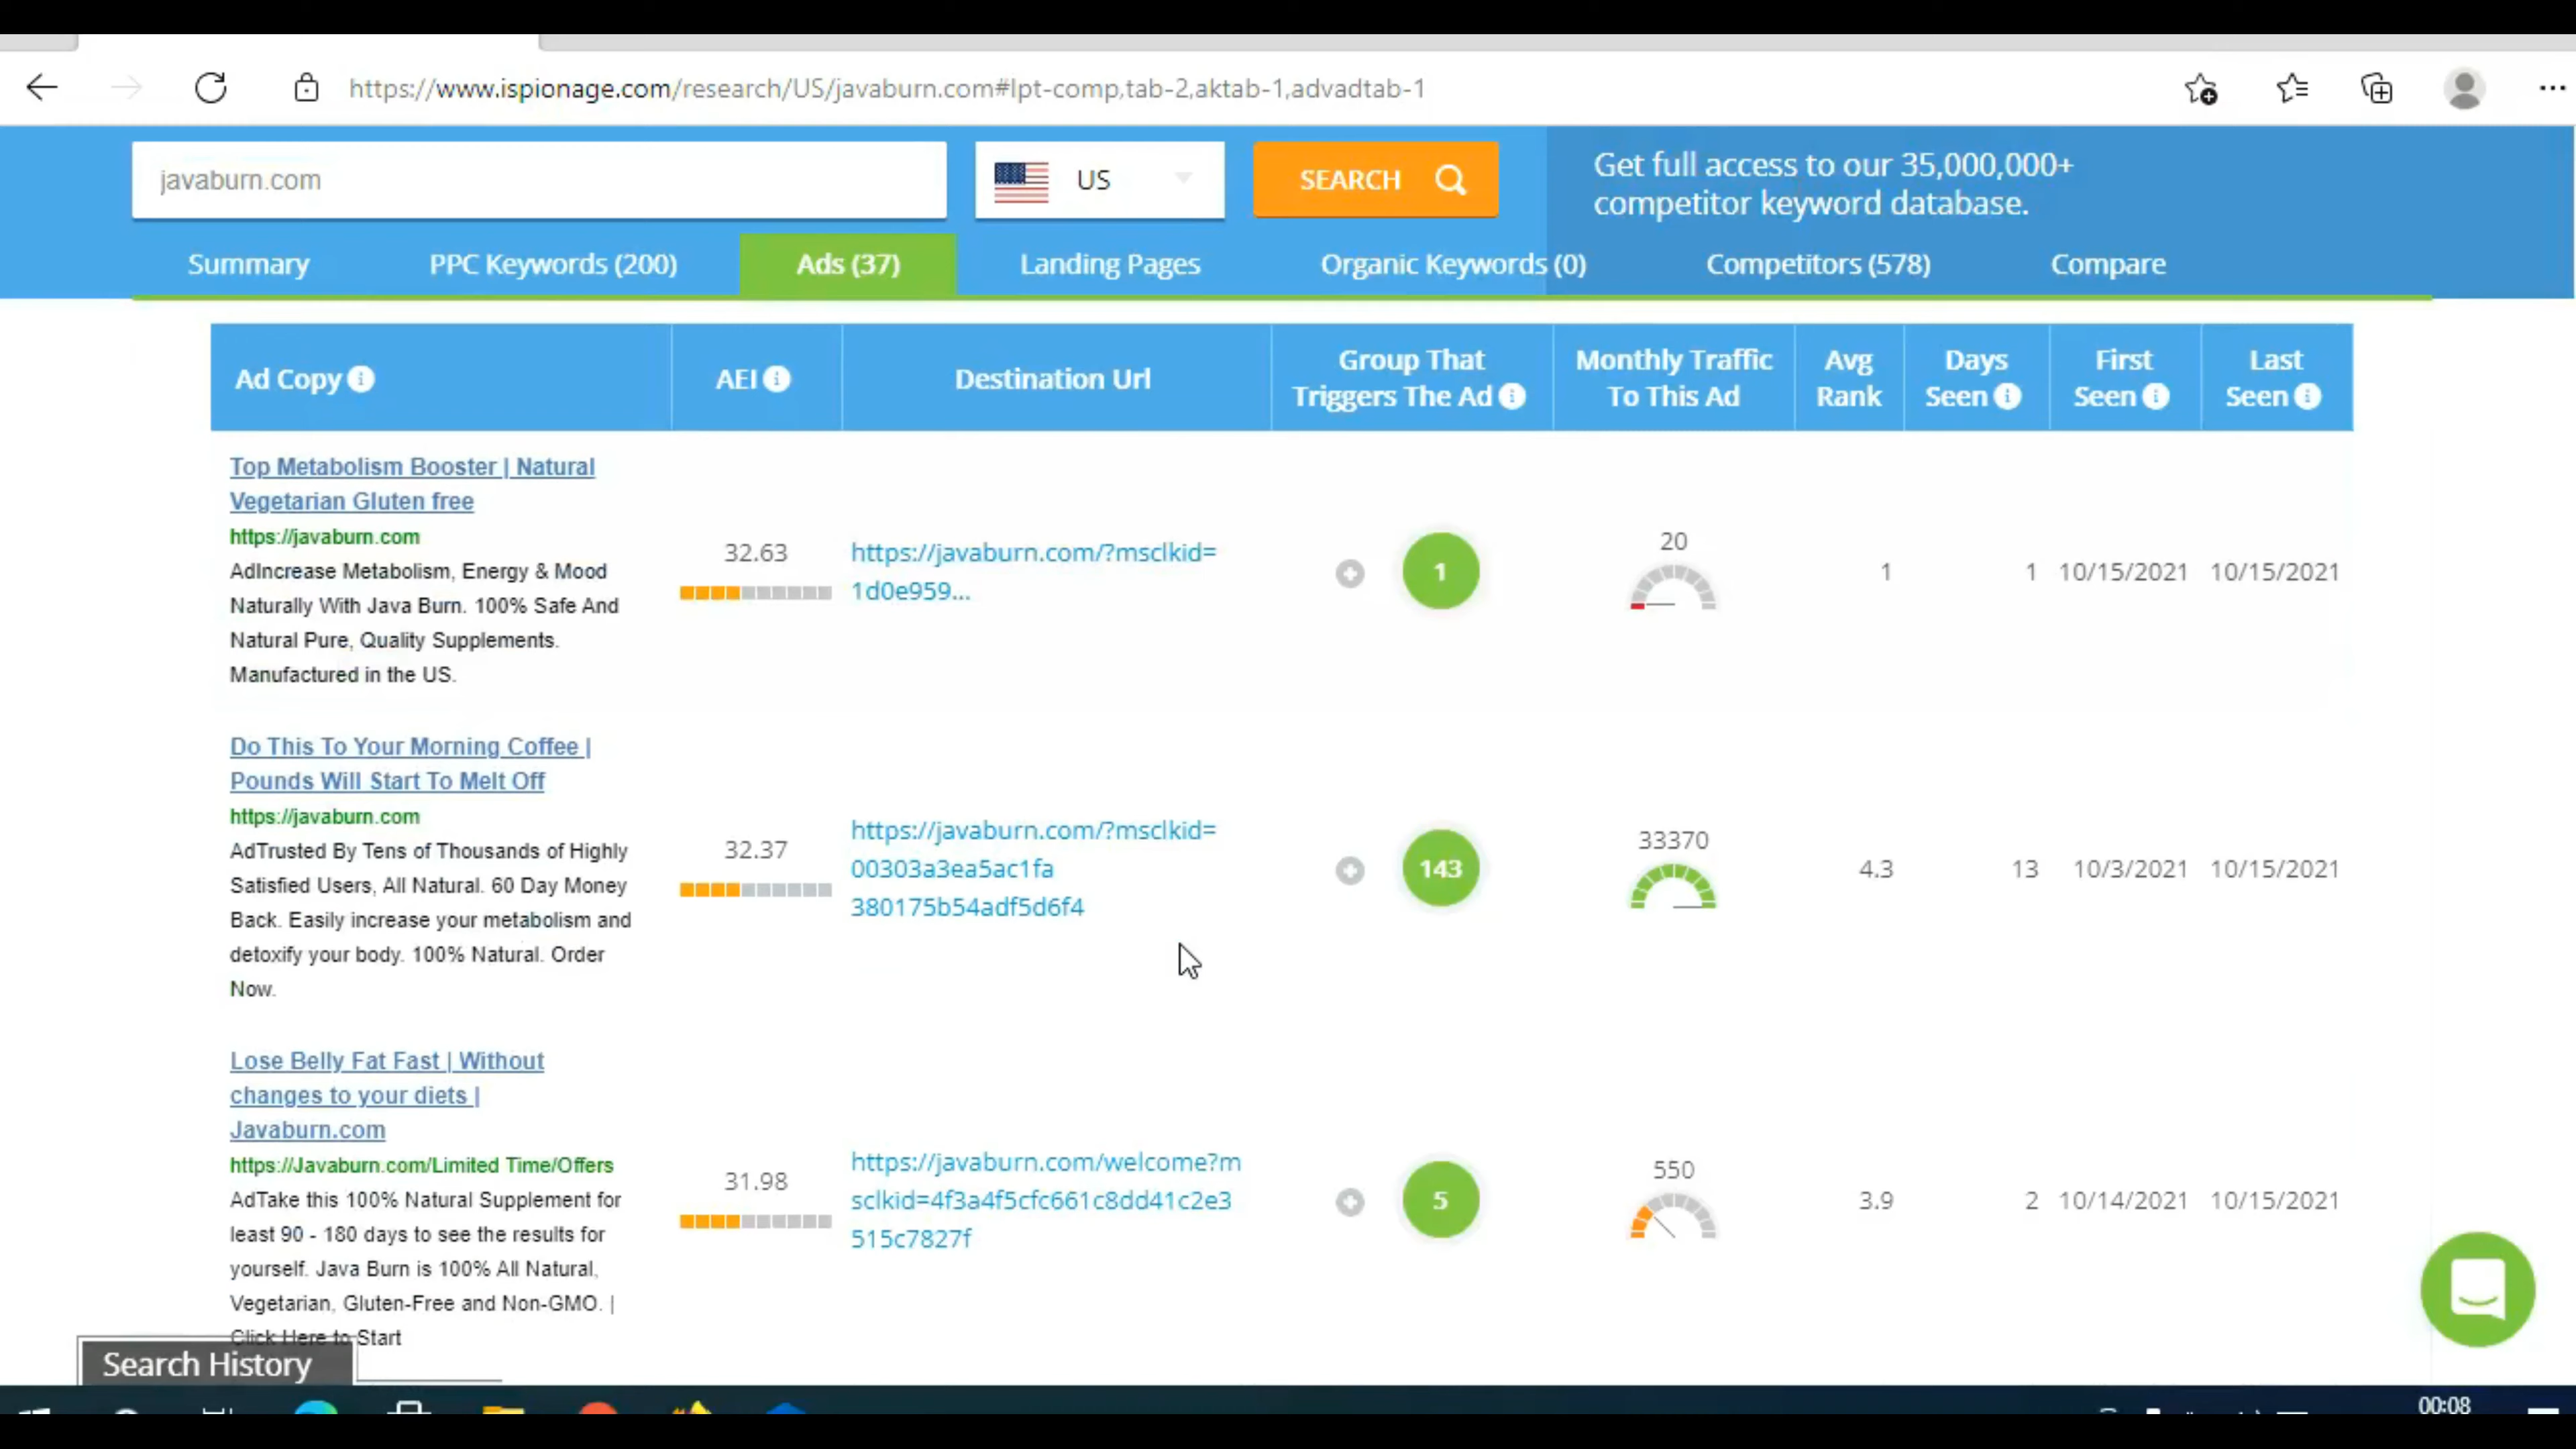 https://www.ispionage.com/research/US/javaburn.com#lpt-comp,tab-2,aktab-1,advadtab-1
javaburn.com
US
SEARCH
Get full access to our 35,000,000+
competitor keyword database.
Summary
PPC Keywords (200)
Ads (37)
Landing Pages
Organic Keywords (0)
Competitors (578)
Compare
Ad Copy
AEI
Destination Url
Group That
Triggers The Ad
Monthly Traffic
To This Ad
Avg
Rank
Days
Seen
First
Seen
Last
Seen
Top Metabolism Booster | Natural
Vegetarian Gluten free
https://javaburn.com
AdIncrease Metabolism, Energy & Mood
Naturally With Java Burn. 100% Safe And
Natural Pure, Quality Supplements.
Manufactured in the US.
32.63
https://javaburn.com/?msclkid=
1d0e959...
1
20
1
1
10/15/2021
10/15/2021
Do This To Your Morning Coffee |
Pounds Will Start To Melt Off
https://javaburn.com
AdTrusted By Tens of Thousands of Highly
Satisfied Users, All Natural. 60 Day Money
Back. Easily increase your metabolism and
detoxify your body. 100% Natural. Order
Now.
32.37
https://javaburn.com/?msclkid=
00303a3ea5ac1fa
380175b54adf5d6f4
143
33370
4.3
13
10/3/2021
10/15/2021
Lose Belly Fat Fast | Without
changes to your diets |
Javaburn.com
https://Javaburn.com/Limited Time/Offers
AdTake this 100% Natural Supplement for
least 90 - 180 days to see the results for
yourself. Java Burn is 100% All Natural,
Vegetarian, Gluten-Free and Non-GMO. |
Click Here to Start
31.98
https://javaburn.com/welcome?m
sclkid=4f3a4f5cfc661c8dd41c2e3
515c7827f
5
550
3.9
2
10/14/2021
10/15/2021
Search History
00:08